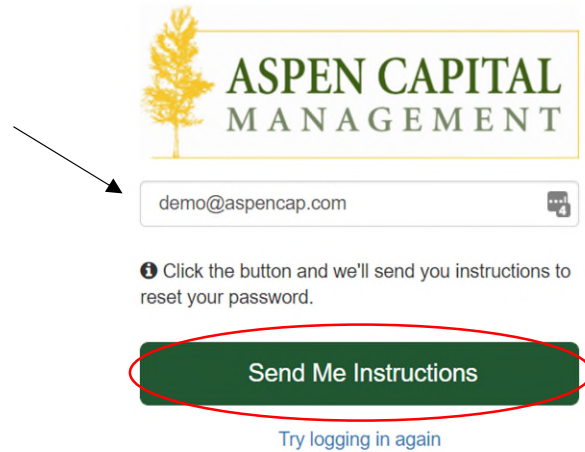 ASPEN CAPITAL
MANAGEMENT
demo@aspencap.com
4
Click the button and we'll send you instructions to
reset your password.
Send Me Instructions
Try logging in again